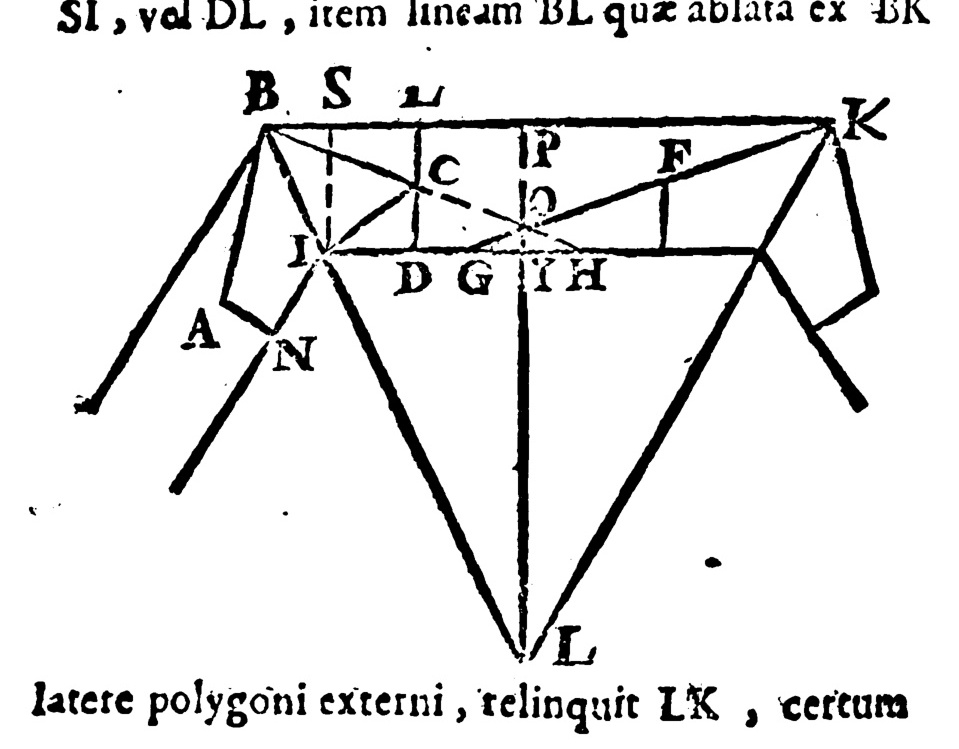 SI, vel DL, item lineam BL quæ ablata ex BK
B S L K
P F
C
O
I D G Y H
A N
L
latere polygoni externi, relinquit LK, certum